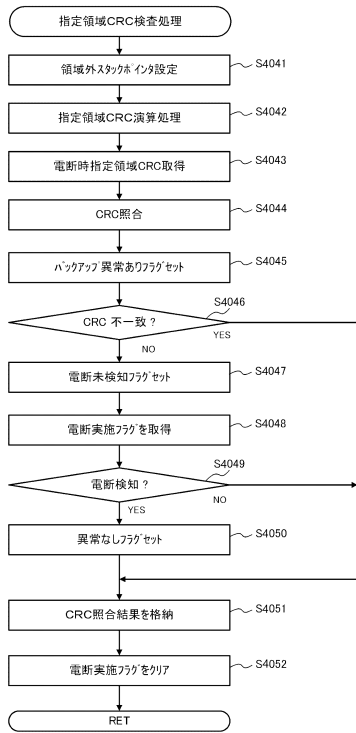 指定領域CRC検査処理
領域外スタックポインタ設定
S4041
指定領域CRC演算処理
S4042
電断時指定領域CRC取得
S4043
CRC照合
S4044
バックアップ異常ありフラグセット
S4045
S4046
CRC 不一致?
YES
NO
電断未検知フラグセット
S4047
電断実施フラグを取得
S4048
S4049
電断検知?
NO
YES
異常なしフラグセット
S4050
CRC照合結果を格納
S4051
電断実施フラグをクリア
S4052
RET